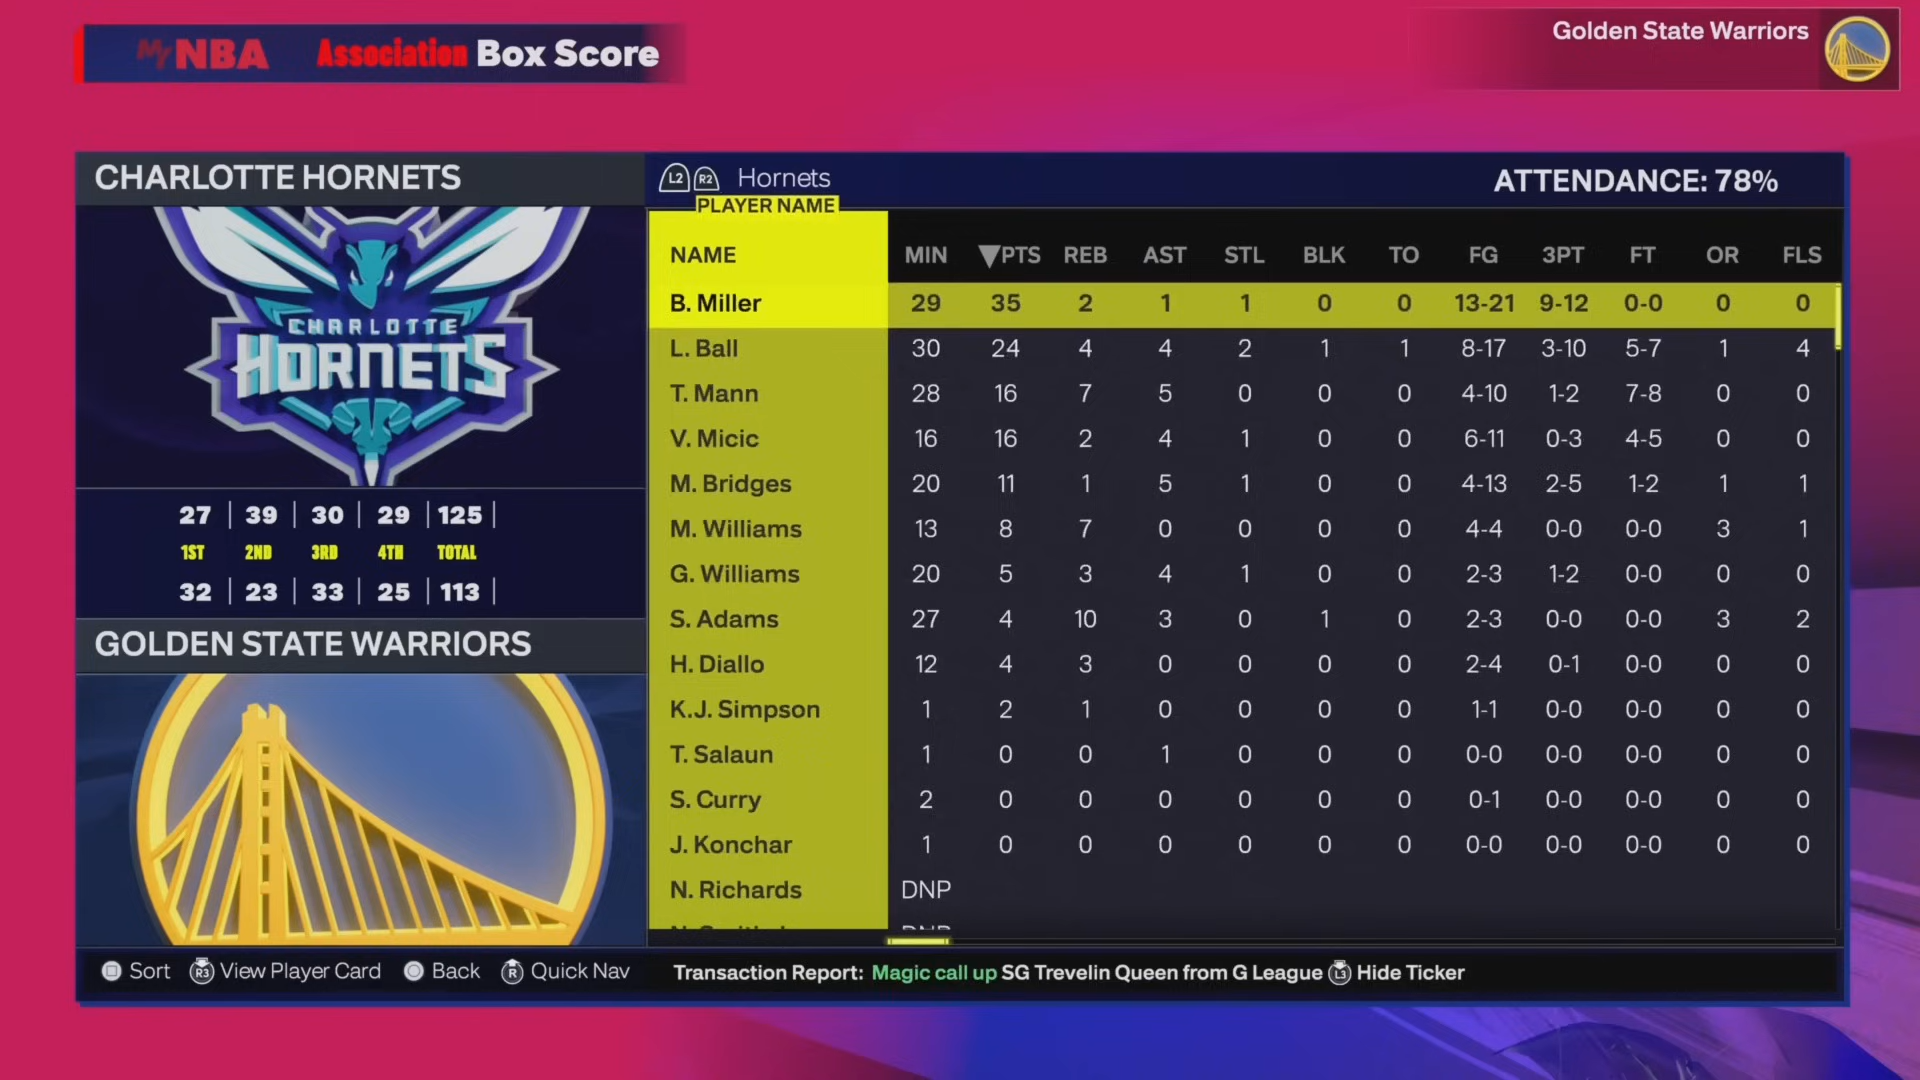 MyNBA Association Box Score
Golden State Warriors
CHARLOTTE HORNETS
CHARLOTTE
HORNETS
27 39 30 29 125
1ST 2ND 3RD 4TH TOTAL
32 23 33 25 113
GOLDEN STATE WARRIORS
L2 R2 Hornets
ATTENDANCE: 78%
PLAYER NAME
NAME MIN PTS REB AST STL BLK TO FG 3PT FT OR FLS
B. Miller 29 35 2 1 1 0 0 13-21 9-12 0-0 0 0
L. Ball 30 24 4 4 2 1 1 8-17 3-10 5-7 1 4
T. Mann 28 16 7 5 0 0 0 4-10 1-2 7-8 0 0
V. Micic 16 16 2 4 1 0 0 6-11 0-3 4-5 0 0
M. Bridges 20 11 1 5 1 0 0 4-13 2-5 1-2 1 1
M. Williams 13 8 7 0 0 0 0 4-4 0-0 0-0 3 1
G. Williams 20 5 3 4 1 0 0 2-3 1-2 0-0 0 0
S. Adams 27 4 10 3 0 1 0 2-3 0-0 0-0 3 2
H. Diallo 12 4 3 0 0 0 0 2-4 0-1 0-0 0 0
K.J. Simpson 1 2 1 0 0 0 0 1-1 0-0 0-0 0 0
T. Salaun 1 0 0 1 0 0 0 0-0 0-0 0-0 0 0
S. Curry 2 0 0 0 0 0 0 0-1 0-0 0-0 0 0
J. Konchar 1 0 0 0 0 0 0 0-0 0-0 0-0 0 0
N. Richards DNP
Sort R3 View Player Card Back R Quick Nav
Transaction Report: Magic call up SG Trevelin Queen from G League L3 Hide Ticker